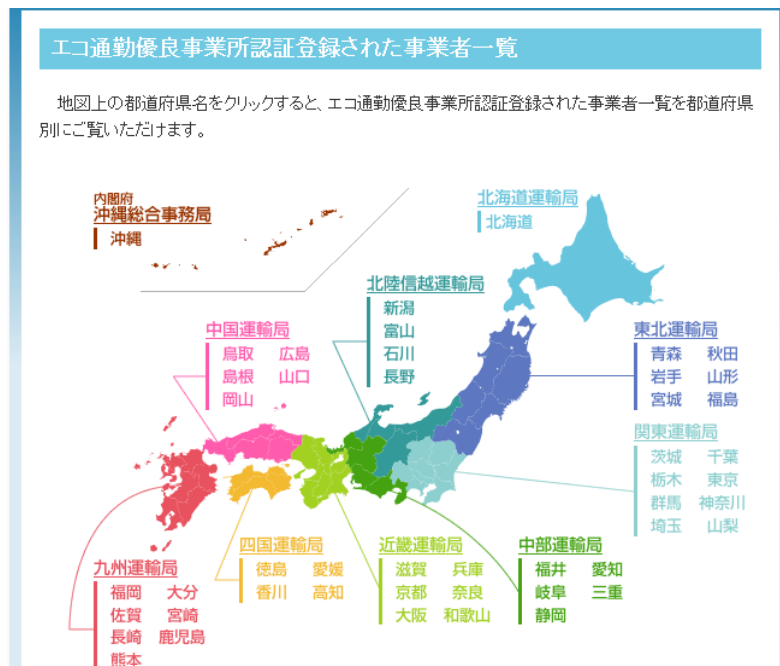 エコ通勤優良事業所認証登録された事業者一覧
地図上の都道府県名をクリックすると、エコ通勤優良事業所認証登録された事業者一覧を都道府県
別にご覧いただけます。
内閣府
沖縄総合事務局
沖縄
北海道運輸局
北海道
北陸信越運輸局
新潟
富山
石川
長野
中国運輸局
鳥取 広島
島根 山口
岡山
東北運輸局
青森 秋田
岩手 山形
宮城 福島
関東運輸局
茨城 千葉
栃木 東京
群馬 神奈川
埼玉 山梨
四国運輸局
徳島 愛媛
香川 高知
近畿運輸局
滋賀 兵庫
京都 奈良
大阪 和歌山
中部運輸局
福井 愛知
岐阜 三重
静岡
九州運輸局
福岡 大分
佐賀 宮崎
長崎 鹿児島
熊本